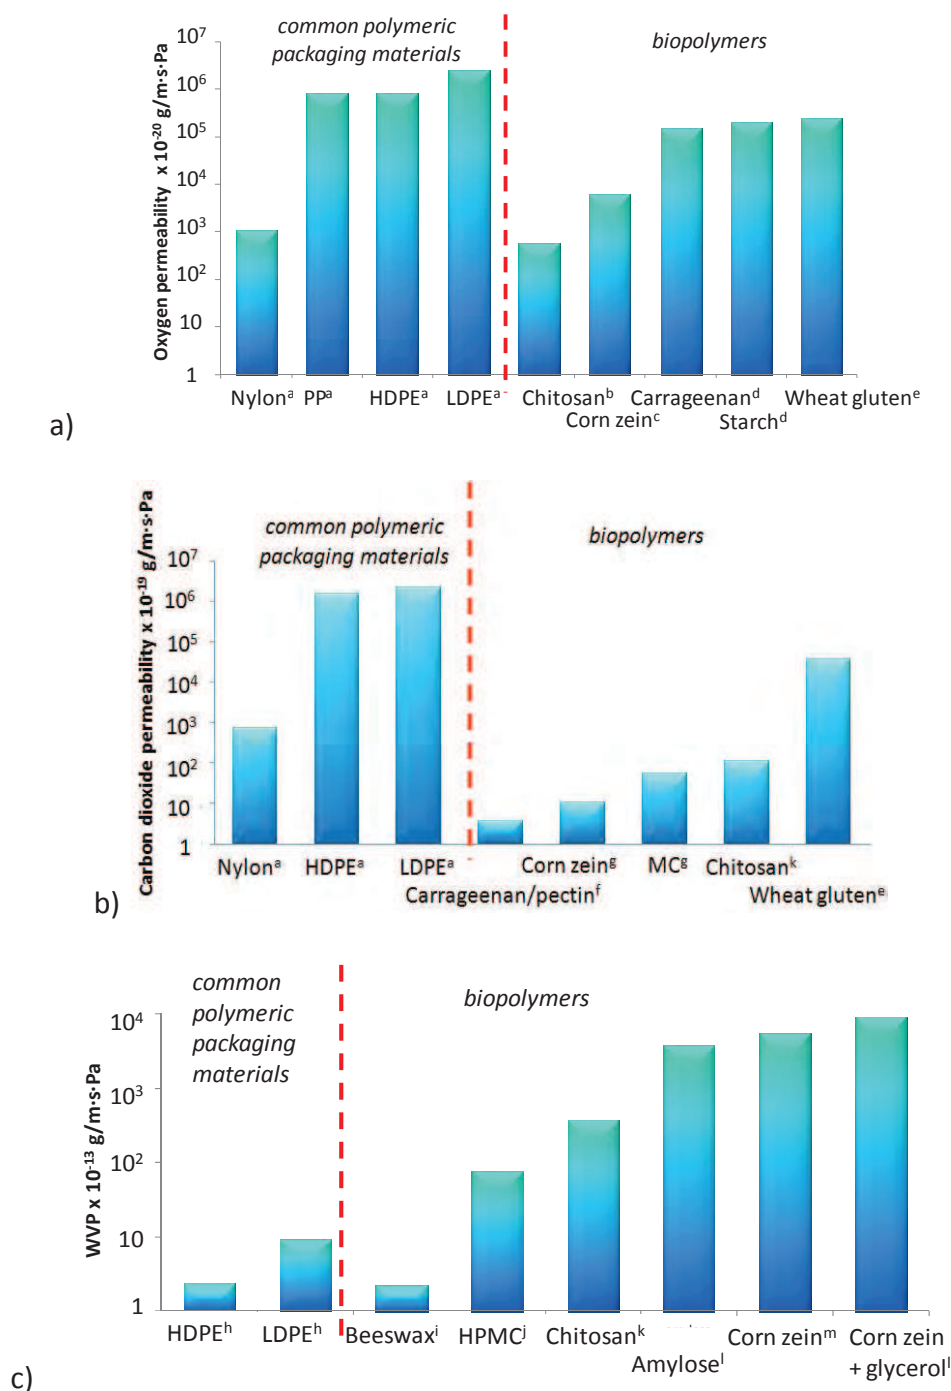 common polymeric
packaging materials
biopolymers
Oxygen permeability x 10⁻²⁰ g/m·s·Pa
10⁷
10⁶
10⁵
10⁴
10³
10²
10
1
Nylonᵃ PPᵃ HDPEᵃ LDPEᵃ Chitosanᵇ Carrageenanᵈ Wheat glutenᵉ
Corn zeinᶜ Starchᵈ
a)
common polymeric
packaging materials
biopolymers
Carbon dioxide permeability x 10⁻¹⁹ g/m·s·Pa
10⁷
10⁶
10⁵
10⁴
10³
10²
10
1
Nylonᵃ HDPEᵃ LDPEᵃ Corn zeinᵍ MCᵍ Chitosanᵏ
Carrageenan/pectinᶠ Wheat glutenᵉ
b)
common
polymeric
packaging
materials
biopolymers
WVP x 10⁻¹³ g/m·s·Pa
10⁴
10³
10²
10
1
HDPEʰ LDPEʰ Beeswaxⁱ HPMCʲ Chitosanᵏ Corn zeinᵐ Corn zein
Amyloseˡ + glycerolˡ
c)